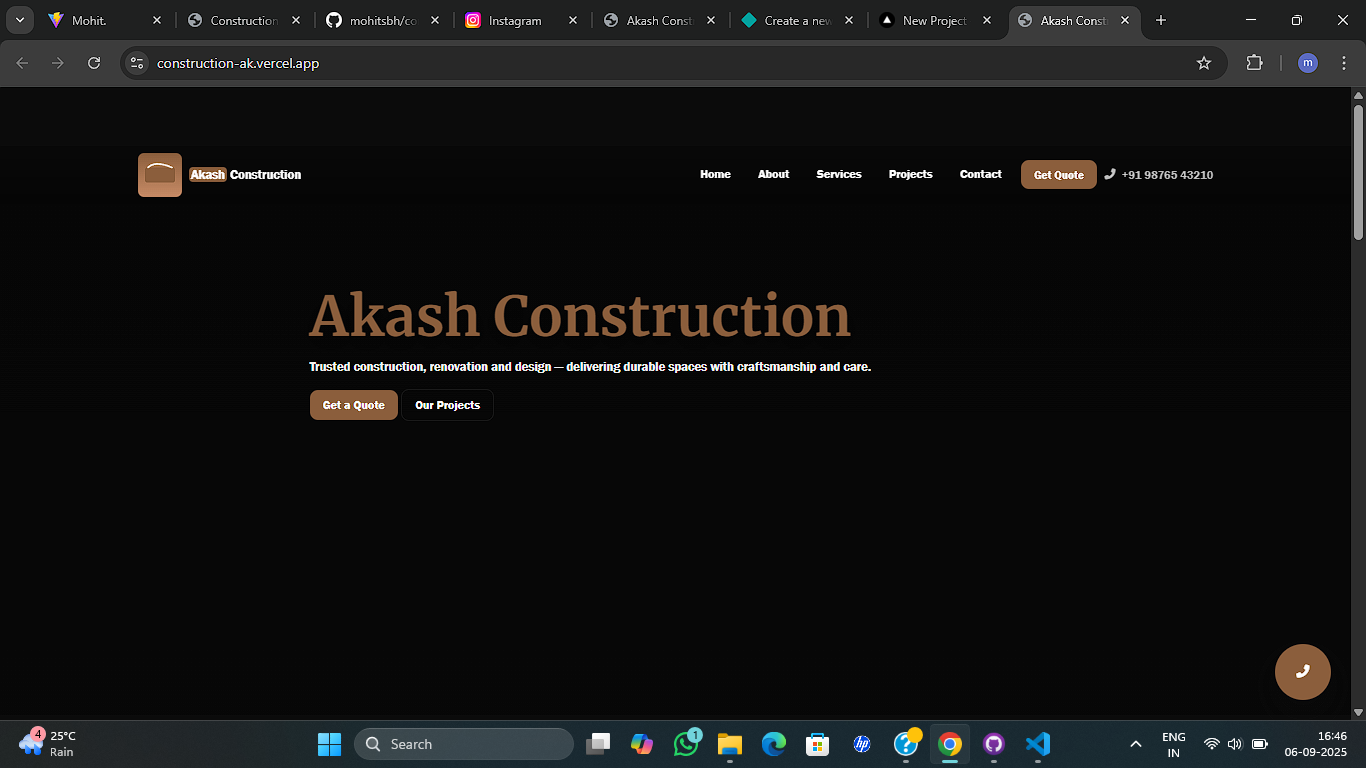 Mohit.
Construction
mohitsbh/co
Instagram
Akash Const
Create a new
New Project
Akash Const
construction-ak.vercel.app
m
Akash Construction
Home
About
Services
Projects
Contact
Get Quote
+91 98765 43210
Akash Construction
Trusted construction, renovation and design — delivering durable spaces with craftsmanship and care.
Get a Quote
Our Projects
4
25°C
Rain
Search
1
hp
?
ENG
IN
16:46
06-09-2025